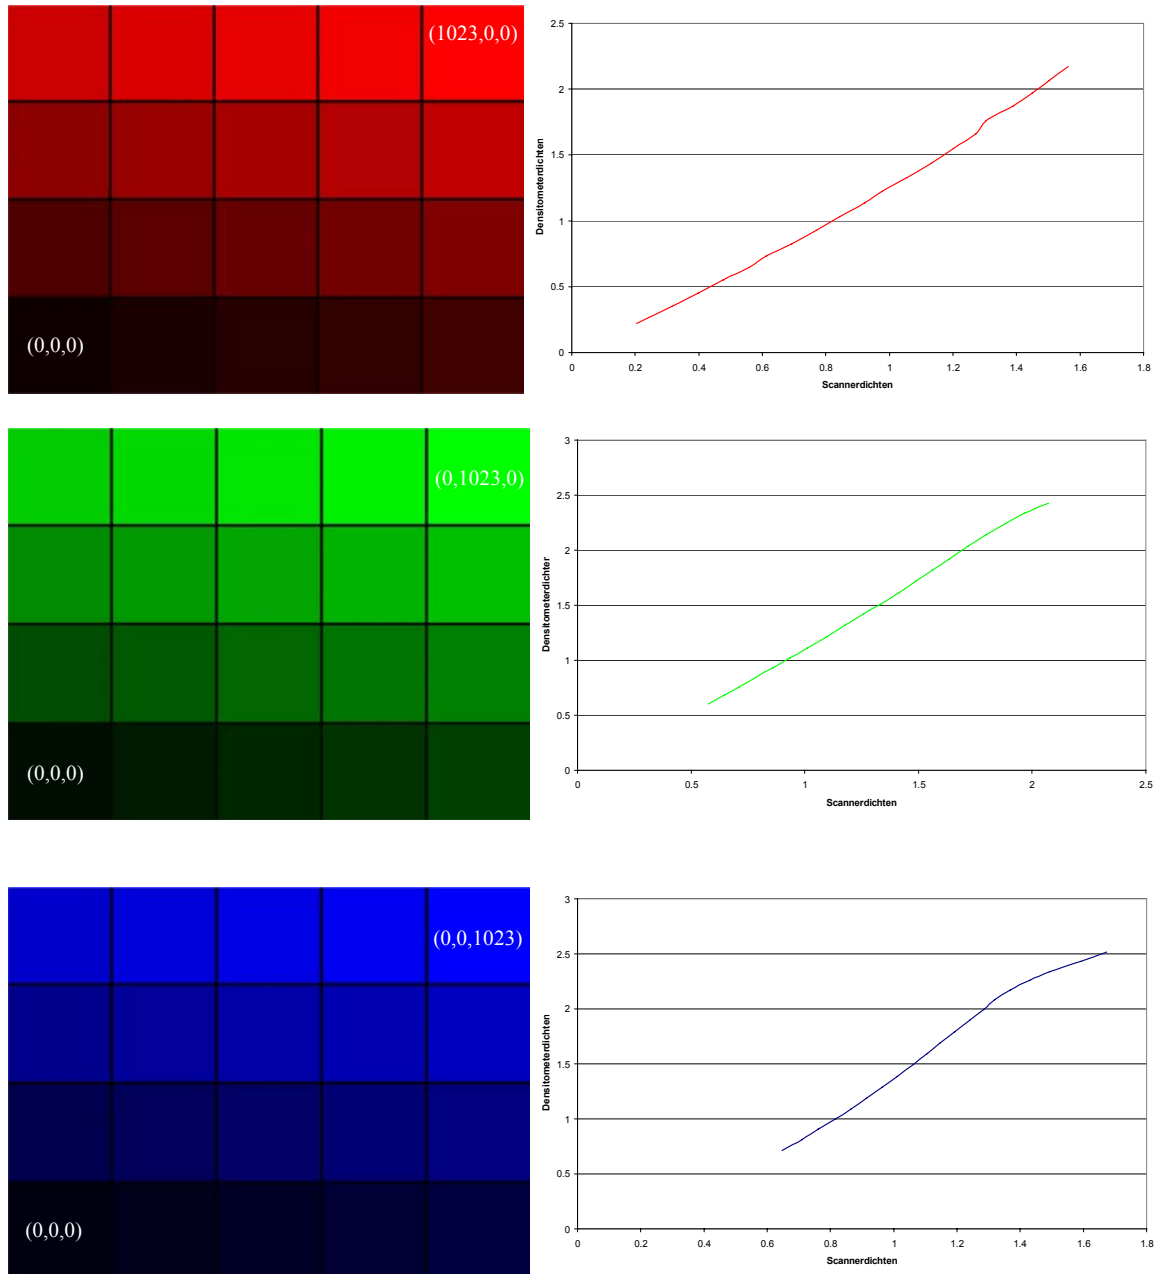 (1023,0,0)
(0,0,0)
2.5
2
1.5
1
0.5
0
0 0.2 0.4 0.6 0.8 1 1.2 1.4 1.6 1.8
Densitometerdichten
Scannerdichten
(0,1023,0)
(0,0,0)
3
2.5
2
1.5
1
0.5
0
0 0.5 1 1.5 2 2.5
Densitometerdichter
Scannerdichten
(0,0,1023)
(0,0,0)
3
2.5
2
1.5
1
0.5
0
0 0.2 0.4 0.6 0.8 1 1.2 1.4 1.6 1.8
Densitometerdichten
Scannerdichten